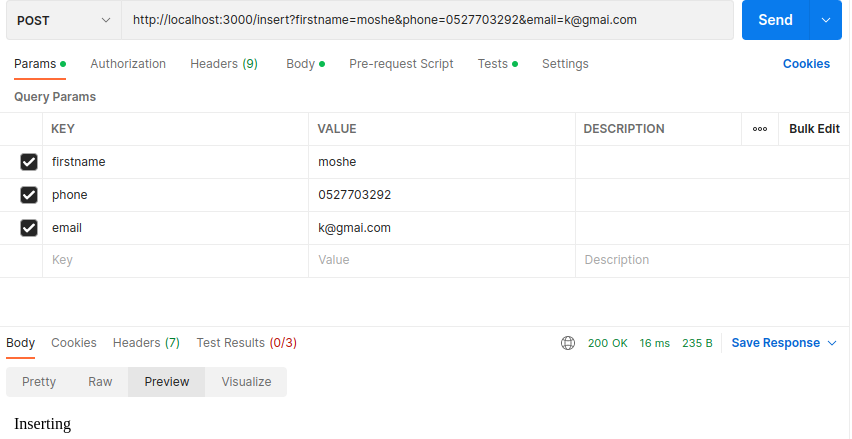 POST http://localhost:3000/insert?firstname=moshe&phone=0527703292&email=k@gmai.com Send
Params Authorization Headers (9) Body Pre-request Script Tests Settings Cookies
Query Params
KEY VALUE DESCRIPTION ooo Bulk Edit
firstname moshe
phone 0527703292
email k@gmai.com
Key Value Description
Body Cookies Headers (7) Test Results (0/3) 200 OK 16 ms 235 B Save Response
Pretty Raw Preview Visualize
Inserting